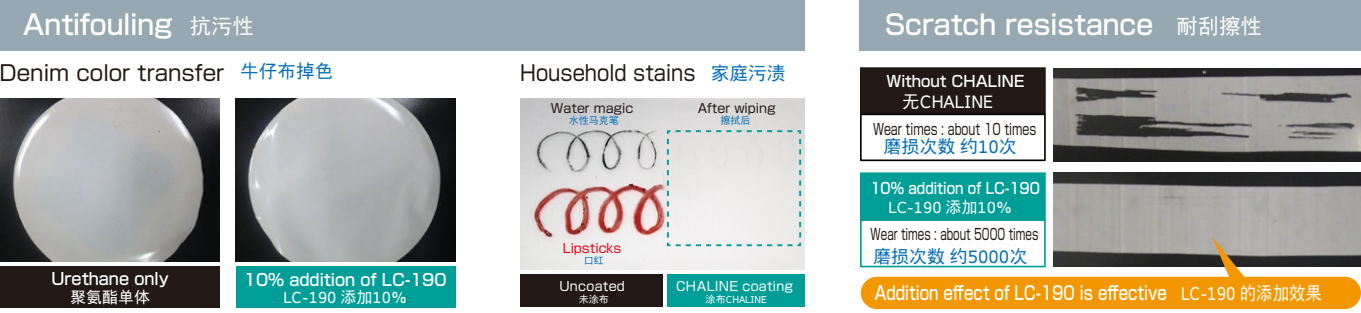 Antifouling 抗污性
Denim color transfer 牛仔布掉色
Urethane only
聚氨酯单体
10% addition of LC-190
LC-190 添加10%
Household stains 家庭污渍
Water magic
水性马克笔
After wiping
擦拭后
Lipsticks
口红
Uncoated
未涂布
CHALINE coating
涂布CHALINE
Scratch resistance 耐刮擦性
Without CHALINE
无CHALINE
Wear times : about 10 times
磨损次数 约10次
10% addition of LC-190
LC-190 添加10%
Wear times : about 5000 times
磨损次数 约5000次
Addition effect of LC-190 is effective LC-190 的添加效果